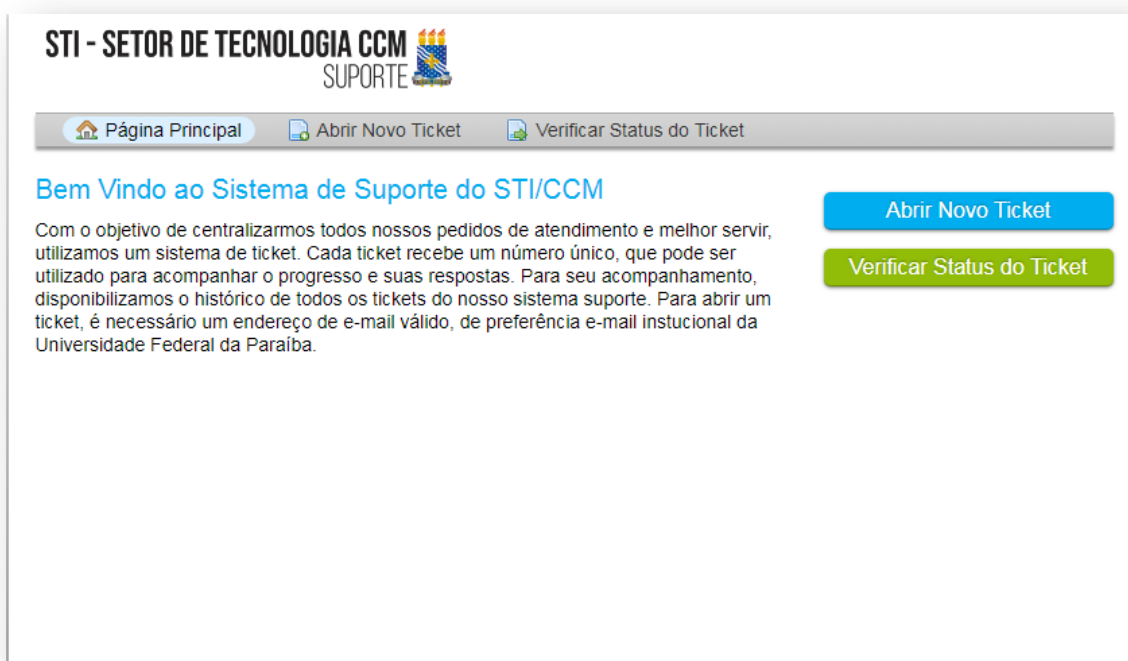 STI - SETOR DE TECNOLOGIA CCM
SUPORTE
Página Principal Abrir Novo Ticket Verificar Status do Ticket
Bem Vindo ao Sistema de Suporte do STI/CCM
Com o objetivo de centralizarmos todos nossos pedidos de atendimento e melhor servir,
utilizamos um sistema de ticket. Cada ticket recebe um número único, que pode ser
utilizado para acompanhar o progresso e suas respostas. Para seu acompanhamento,
disponibilizamos o histórico de todos os tickets do nosso sistema suporte. Para abrir um
ticket, é necessário um endereço de e-mail válido, de preferência e-mail instucional da
Universidade Federal da Paraíba.
Abrir Novo Ticket
Verificar Status do Ticket